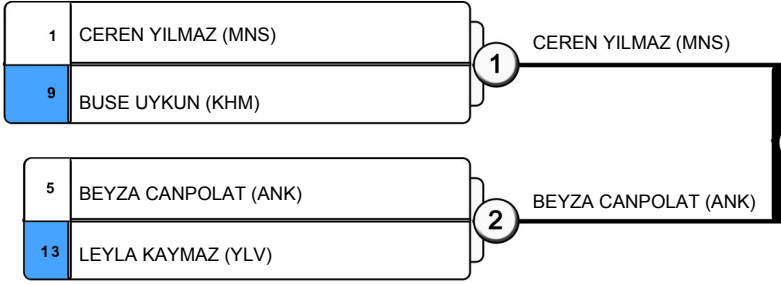 1 CEREN YILMAZ (MNS)
9 BUSE UYKUN (KHM)
1 CEREN YILMAZ (MNS)
5 BEYZA CANPOLAT (ANK)
13 LEYLA KAYMAZ (YLV)
2 BEYZA CANPOLAT (ANK)